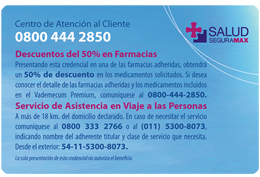 Centro de Atención al Cliente
0800 444 2850
SALUD
SEGURAMAX
Descuentos del 50% en Farmacias
Presentando esta credencial en una de las farmacias adheridas, obtendrá
un 50% de descuento en los medicamentos solicitados. Si desea
conocer el detalle de las farmacias adheridas y los medicamentos incluidos
en el Vademecum Premium, comuníquese al 0800-444-2850.
Servicio de Asistencia en Viaje a las Personas
A más de 18 km. del domicilio declarado. En caso de necesitar el servicio
comuníquese al 0800 333 2766 o al (011) 5300-8073,
indicando nombre del adherente titular y clase de servicio que necesita.
Desde el exterior: 54-11-5300-8073.
La sola presentación de esta credencial no autoriza el beneficio.